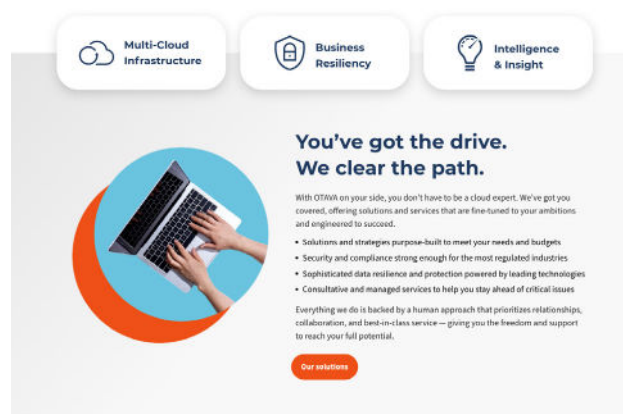 Multi-Cloud
Infrastructure
Business
Resiliency
Intelligence
& Insight
You've got the drive.
We clear the path.
With OTAVA on your side, you don't have to be a cloud expert. We've got you
covered, offering solutions and services that are fine-tuned to your ambitions
and engineered to succeed.
• Solutions and strategies purpose-built to meet your needs and budgets
• Security and compliance strong enough for the most regulated industries
• Sophisticated data resilience and protection powered by leading technologies
• Consultative and managed services to help you stay ahead of critical issues
Everything we do is backed by a human approach that prioritizes relationships,
collaboration, and best-in-class service — giving you the freedom and support
to reach your full potential.
Our solutions